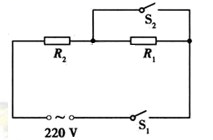 S₂
R₂ R₁
~
220 V S₁